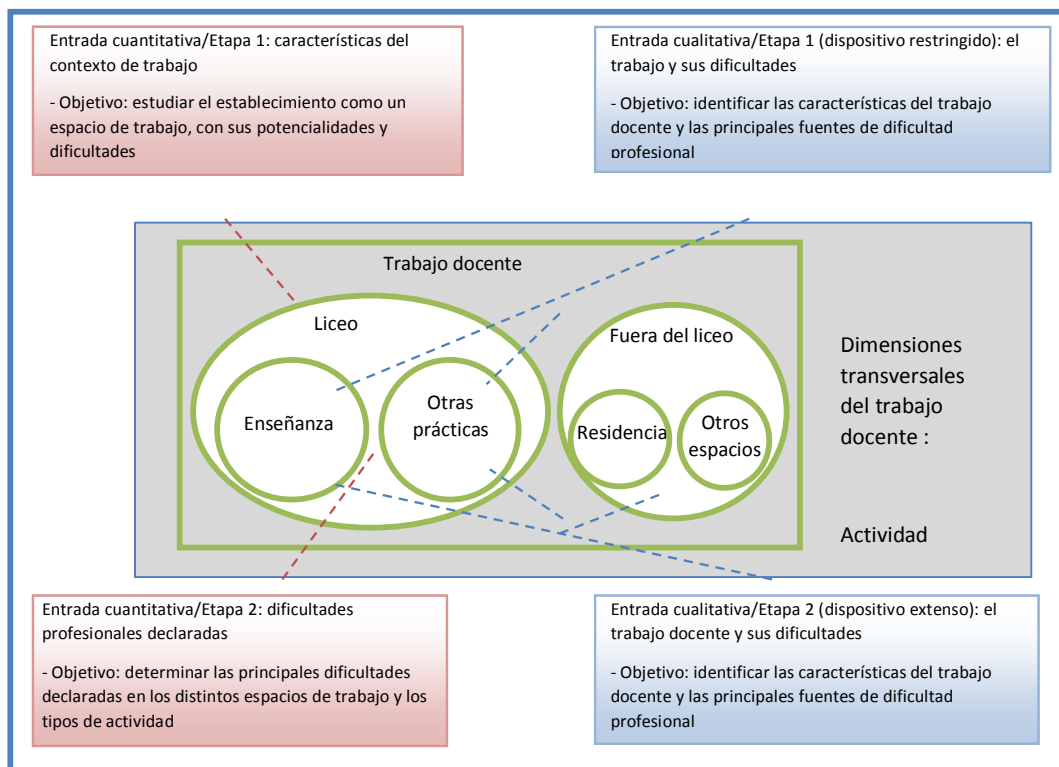 Entrada cuantitativa/Etapa 1: características del
contexto de trabajo
- Objetivo: estudiar el establecimiento como un
espacio de trabajo, con sus potencialidades y
dificultades
Entrada cualitativa/Etapa 1 (dispositivo restringido): el
trabajo y sus dificultades
- Objetivo: identificar las características del trabajo
docente y las principales fuentes de dificultad
profesional
Trabajo docente
Liceo
Enseñanza
Otras
prácticas
Fuera del liceo
Residencia
Otros
espacios
Dimensiones
transversales
del trabajo
docente :
Actividad
Entrada cuantitativa/Etapa 2: dificultades
profesionales declaradas
- Objetivo: determinar las principales dificultades
declaradas en los distintos espacios de trabajo y los
tipos de actividad
Entrada cualitativa/Etapa 2 (dispositivo extenso): el
trabajo docente y sus dificultades
- Objetivo: identificar las características del trabajo
docente y las principales fuentes de dificultad
profesional